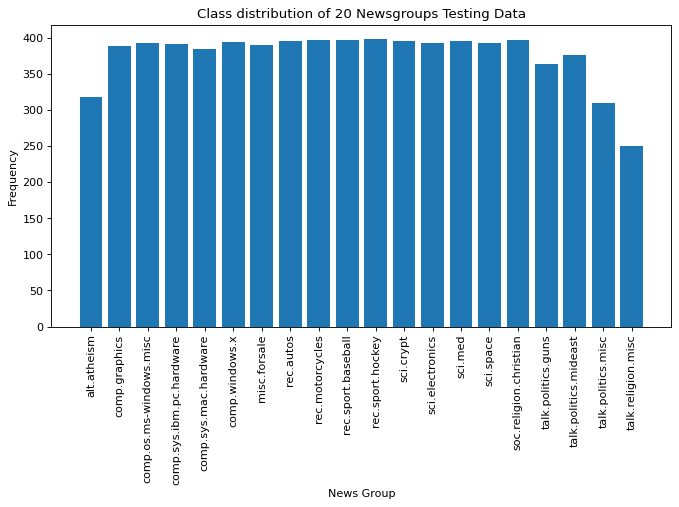 Class distribution of 20 Newsgroups Testing Data
Frequency
400
350
300
250
200
150
100
50
0
alt.atheism
comp.graphics
comp.os.ms-windows.misc
comp.sys.ibm.pc.hardware
comp.sys.mac.hardware
comp.windows.x
misc.forsale
rec.autos
rec.motorcycles
rec.sport.baseball
rec.sport.hockey
sci.crypt
sci.electronics
sci.med
sci.space
soc.religion.christian
talk.politics.guns
talk.politics.mideast
talk.politics.misc
talk.religion.misc
News Group